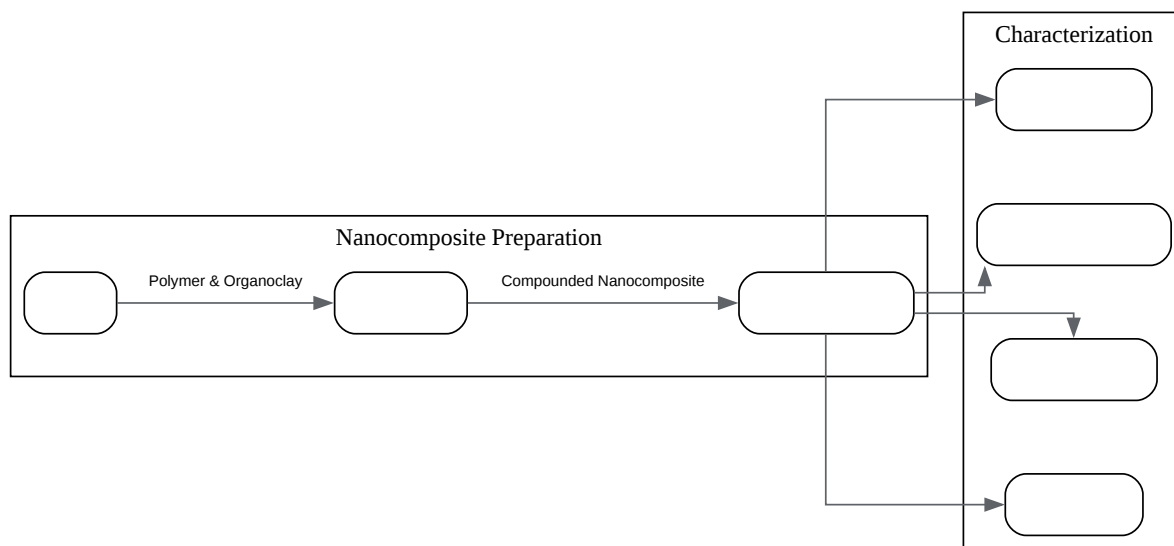 Characterization
Nanocomposite Preparation
Polymer & Organoclay
Compounded Nanocomposite